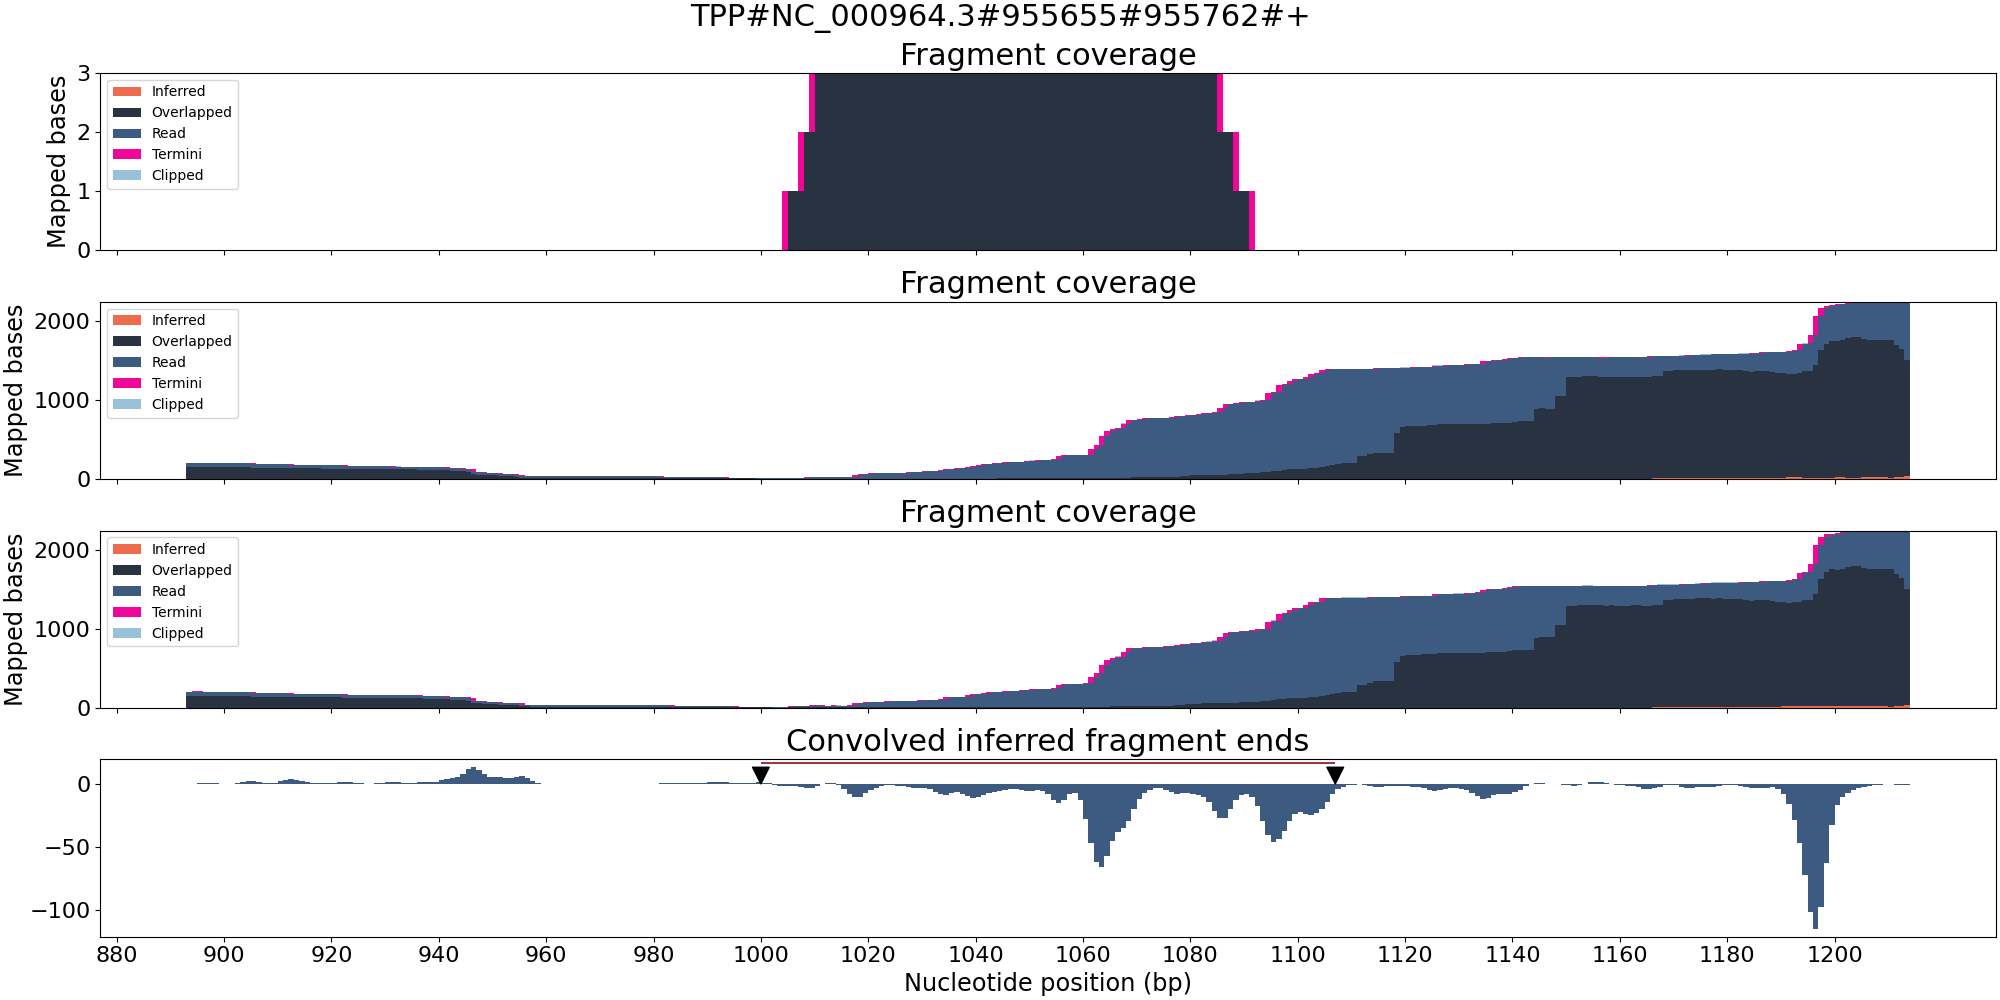 TPP#NC_000964.3#955655#955762#+
Fragment coverage
Mapped bases
3
2
1
0
Inferred
Overlapped
Read
Termini
Clipped
Fragment coverage
Mapped bases
2000
1000
0
Inferred
Overlapped
Read
Termini
Clipped
Fragment coverage
Mapped bases
2000
1000
0
Inferred
Overlapped
Read
Termini
Clipped
Convolved inferred fragment ends
0
−50
−100
880 900 920 940 960 980 1000 1020 1040 1060 1080 1100 1120 1140 1160 1180 1200
Nucleotide position (bp)